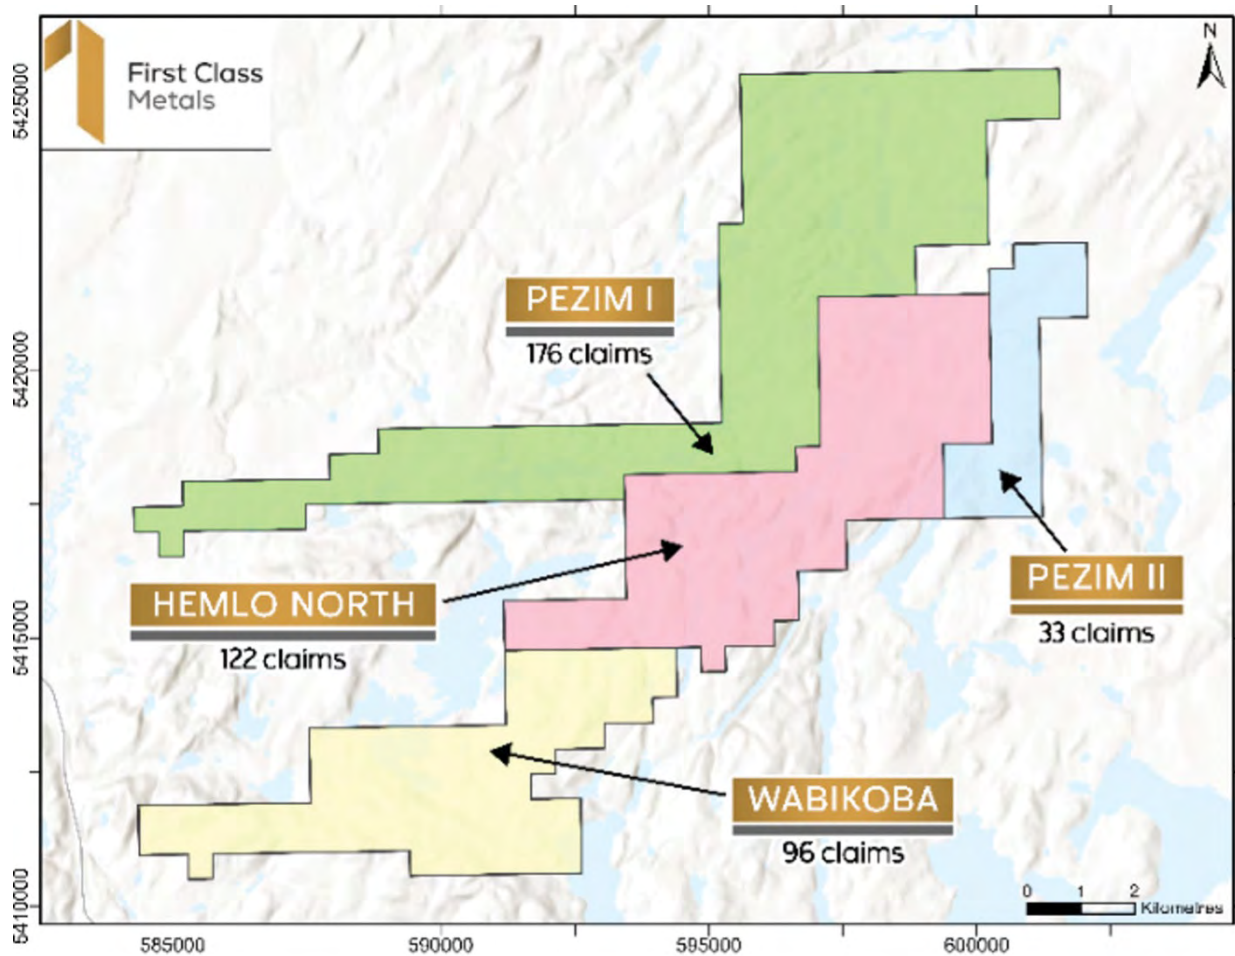 First Class
Metals
N
5425000
5420000
5415000
5410000
PEZIM I
176 claims
HEMLO NORTH
122 claims
PEZIM II
33 claims
WABIKOBA
96 claims
0 1 2
Kilometres
585000 590000 595000 600000